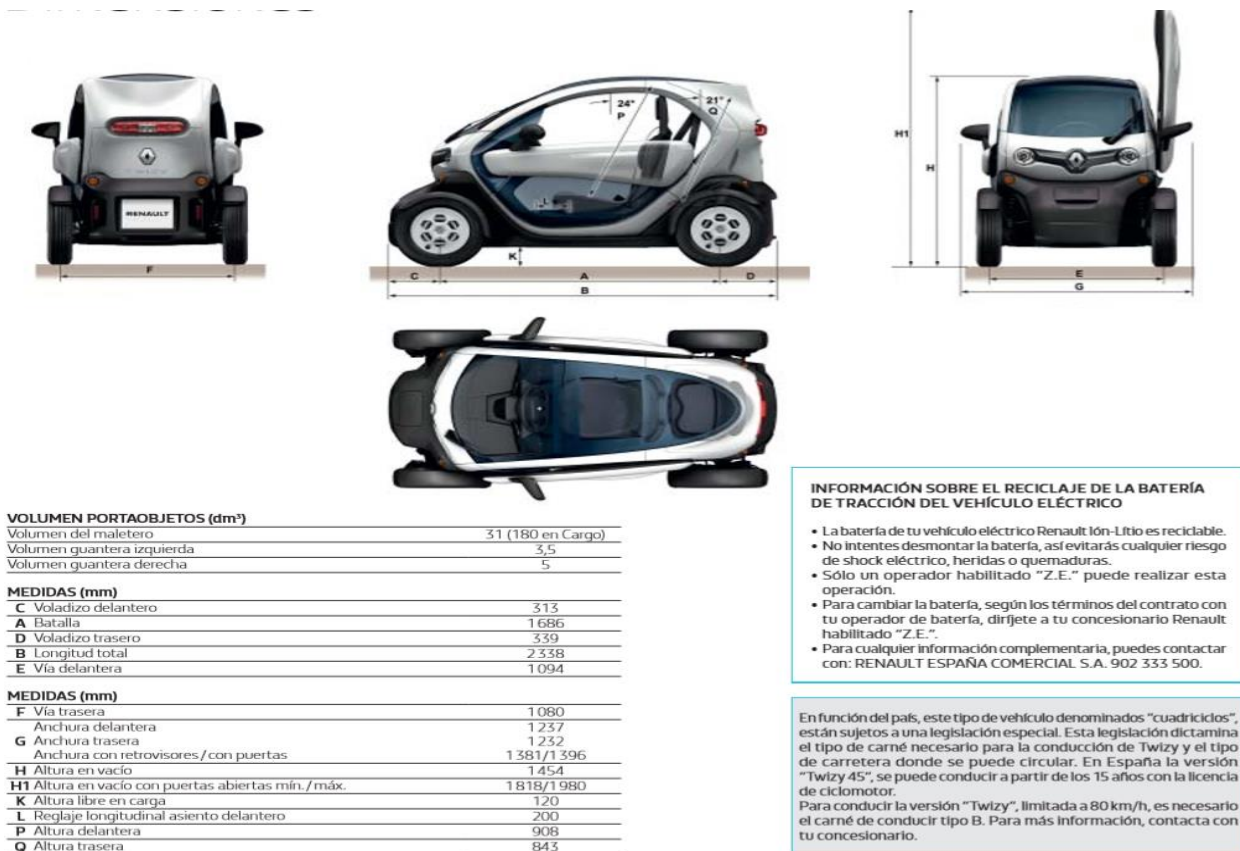 H1
H
24°
P
21°
Q
L
K
TWIZY
RENAULT
F
C
A
D
B
E
G
VOLUMEN PORTAOBJETOS (dm³)
Volumen del maletero 31 (180 en Cargo)
Volumen guantera izquierda 3,5
Volumen guantera derecha 5
MEDIDAS (mm)
C Voladizo delantero 313
A Batalla 1686
D Voladizo trasero 339
B Longitud total 2338
E Vía delantera 1094
MEDIDAS (mm)
F Vía trasera 1080
Anchura delantera 1237
G Anchura trasera 1232
Anchura con retrovisores/con puertas 1381/1396
H Altura en vacío 1454
H1 Altura en vacío con puertas abiertas mín./máx. 1818/1980
K Altura libre en carga 120
L Reglaje longitudinal asiento delantero 200
P Altura delantera 908
Q Altura trasera 843
INFORMACIÓN SOBRE EL RECICLAJE DE LA BATERÍA
DE TRACCIÓN DEL VEHÍCULO ELÉCTRICO
• La batería de tu vehículo eléctrico Renault Ión-Lítio es reciclable.
• No intentes desmontar la batería, así evitarás cualquier riesgo
de shock eléctrico, heridas o quemaduras.
• Sólo un operador habilitado "Z.E." puede realizar esta
operación.
• Para cambiar la batería, según los términos del contrato con
tu operador de batería, diríjete a tu concesionario Renault
habilitado "Z.E.".
• Para cualquier información complementaria, puedes contactar
con: RENAULT ESPAÑA COMERCIAL S.A. 902 333 500.
En función del país, este tipo de vehículo denominados "cuadriciclos",
están sujetos a una legislación especial. Esta legislación dictamina
el tipo de carné necesario para la conducción de Twizy y el tipo
de carretera donde se puede circular. En España la versión
"Twizy 45", se puede conducir a partir de los 15 años con la licencia
de ciclomotor.
Para conducir la versión "Twizy", limitada a 80 km/h, es necesario
el carné de conducir tipo B. Para más información, contacta con
tu concesionario.